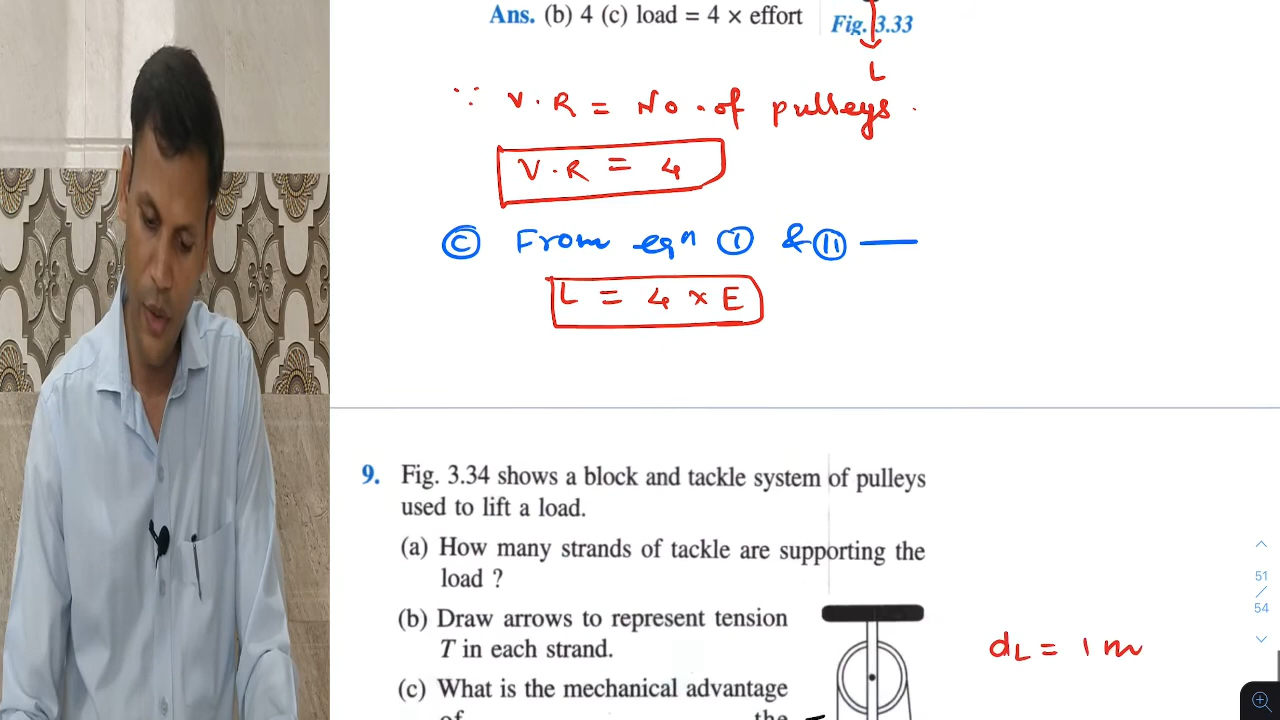 Ans. (b) 4 (c) load = 4 × effort
Fig. 3.33
L
∵ V.R = No. of pulleys.
V.R = 4
Ⓒ From eqⁿ Ⓘ & Ⓘ Ⓘ —
L = 4 × E
9. Fig. 3.34 shows a block and tackle system of pulleys
used to lift a load.
(a) How many strands of tackle are supporting the
load ?
(b) Draw arrows to represent tension
T in each strand.
dL = 1 m
(c) What is the mechanical advantage
of the
51
/
54